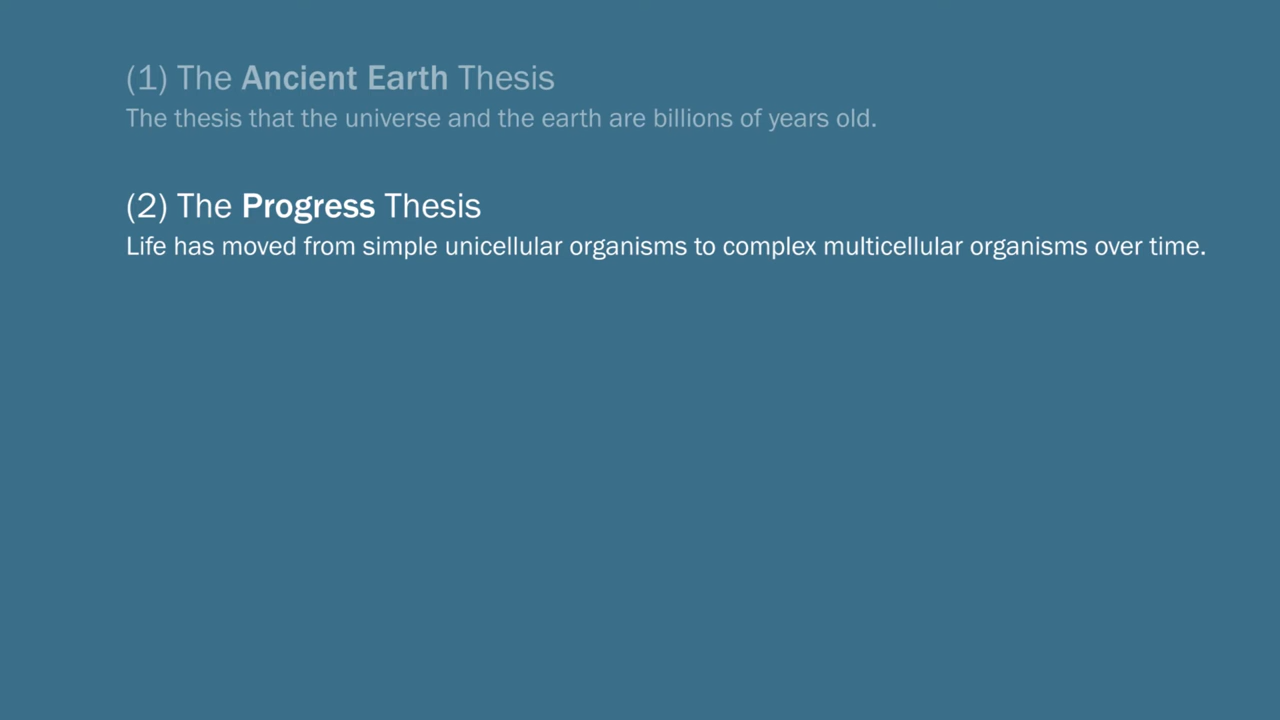 (1) The Ancient Earth Thesis
The thesis that the universe and the earth are billions of years old.
(2) The Progress Thesis
Life has moved from simple unicellular organisms to complex multicellular organisms over time.